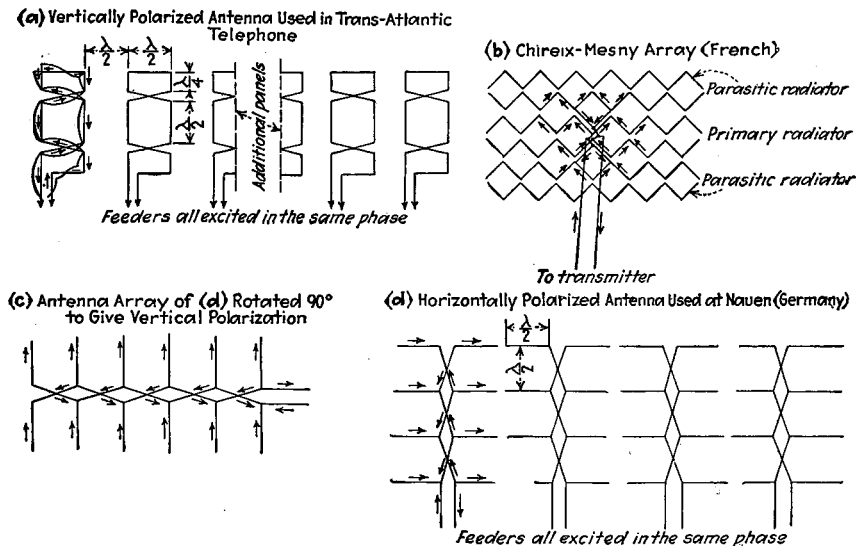 (a) Vertically Polarized Antenna Used in Trans-Atlantic
Telephone
λ/2
λ/2
λ/4
λ/2
Additional panels
Feeders all excited in the same phase
(b) Chireix-Mesny Array (French)
Parasitic radiator
Primary radiator
Parasitic radiator
To transmitter
(c) Antenna Array of (d) Rotated 90°
to Give Vertical Polarization
(d) Horizontally Polarized Antenna Used at Nauen (Germany)
λ/2
λ/2
Feeders all excited in the same phase